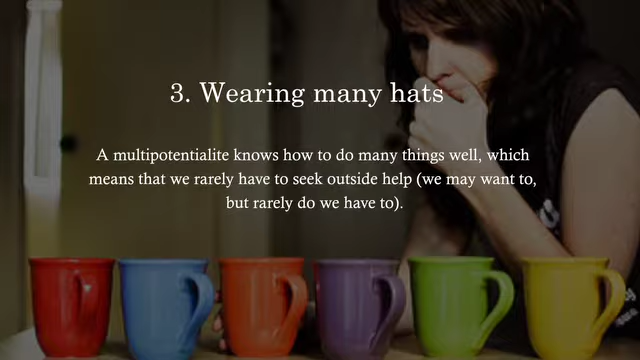 3. Wearing many hats
A multipotentialite knows how to do many things well, which
means that we rarely have to seek outside help (we may want to,
but rarely do we have to).